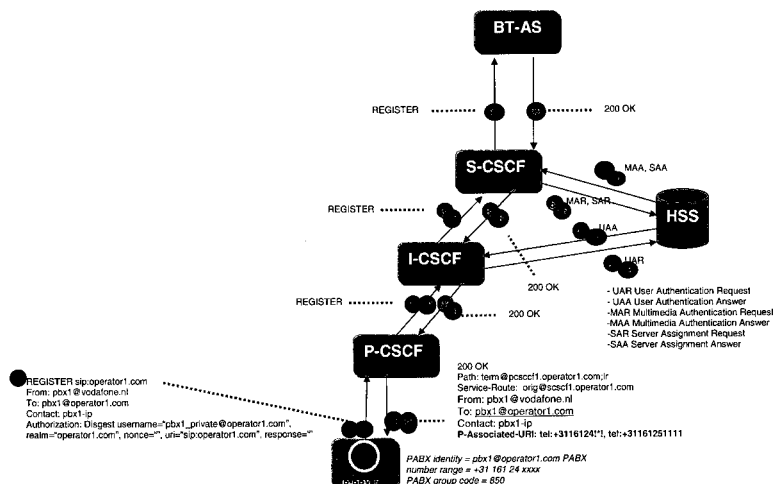 BT-AS
REGISTER
200 OK
S-CSCF
MAA, SAA
MAR, SAR
REGISTER
HSS
UAA
I-CSCF
UAR
200 OK
- UAR User Authentication Request
- UAA User Authentication Answer
-MAR Multimedia Authentication Request
-MAA Multimedia Authentication Answer
-SAR Server Assignment Request
-SAA Server Assignment Answer
REGISTER
200 OK
P-CSCF
200 OK
Path: term@pcsccf1.operator1.com;lr
Service-Route: orig@scscf1.operator1.com
From: pbx1@vodafone.nl
To: pbx1@operator1.com
Contact: pbx1-ip
P-Associated-URI: tel:+3116124!*!, tel:+31161251111
REGISTER sip:operator1.com
From: pbx1@vodafone.nl
To: pbx1@operator1.com
Contact: pbx1-ip
Authorization: Disgest username="pbx1_private@operator1.com",
realm="operator1.com", nonce="", uri="sip:operator1.com", response=""
PABX identity = pbx1@operator1.com PABX
number range = +31 161 24 xxxx
PABX group code = 850